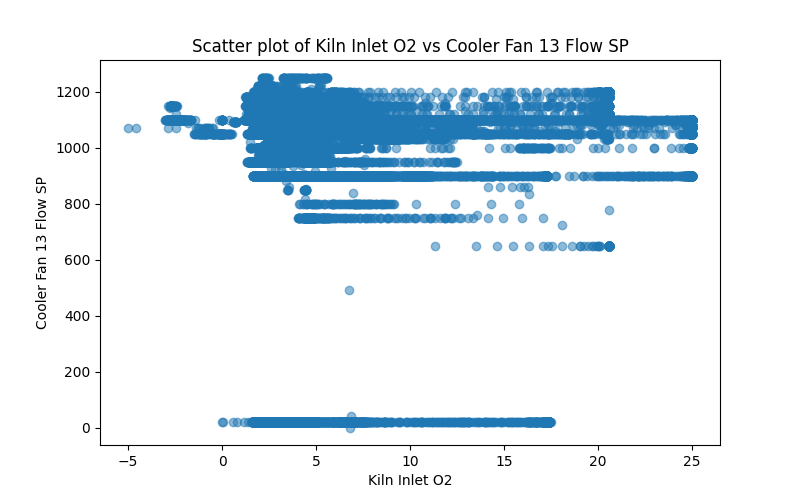 Scatter plot of Kiln Inlet O2 vs Cooler Fan 13 Flow SP
1200
1000
800
600
400
200
0
Cooler Fan 13 Flow SP
−5 0 5 10 15 20 25
Kiln Inlet O2